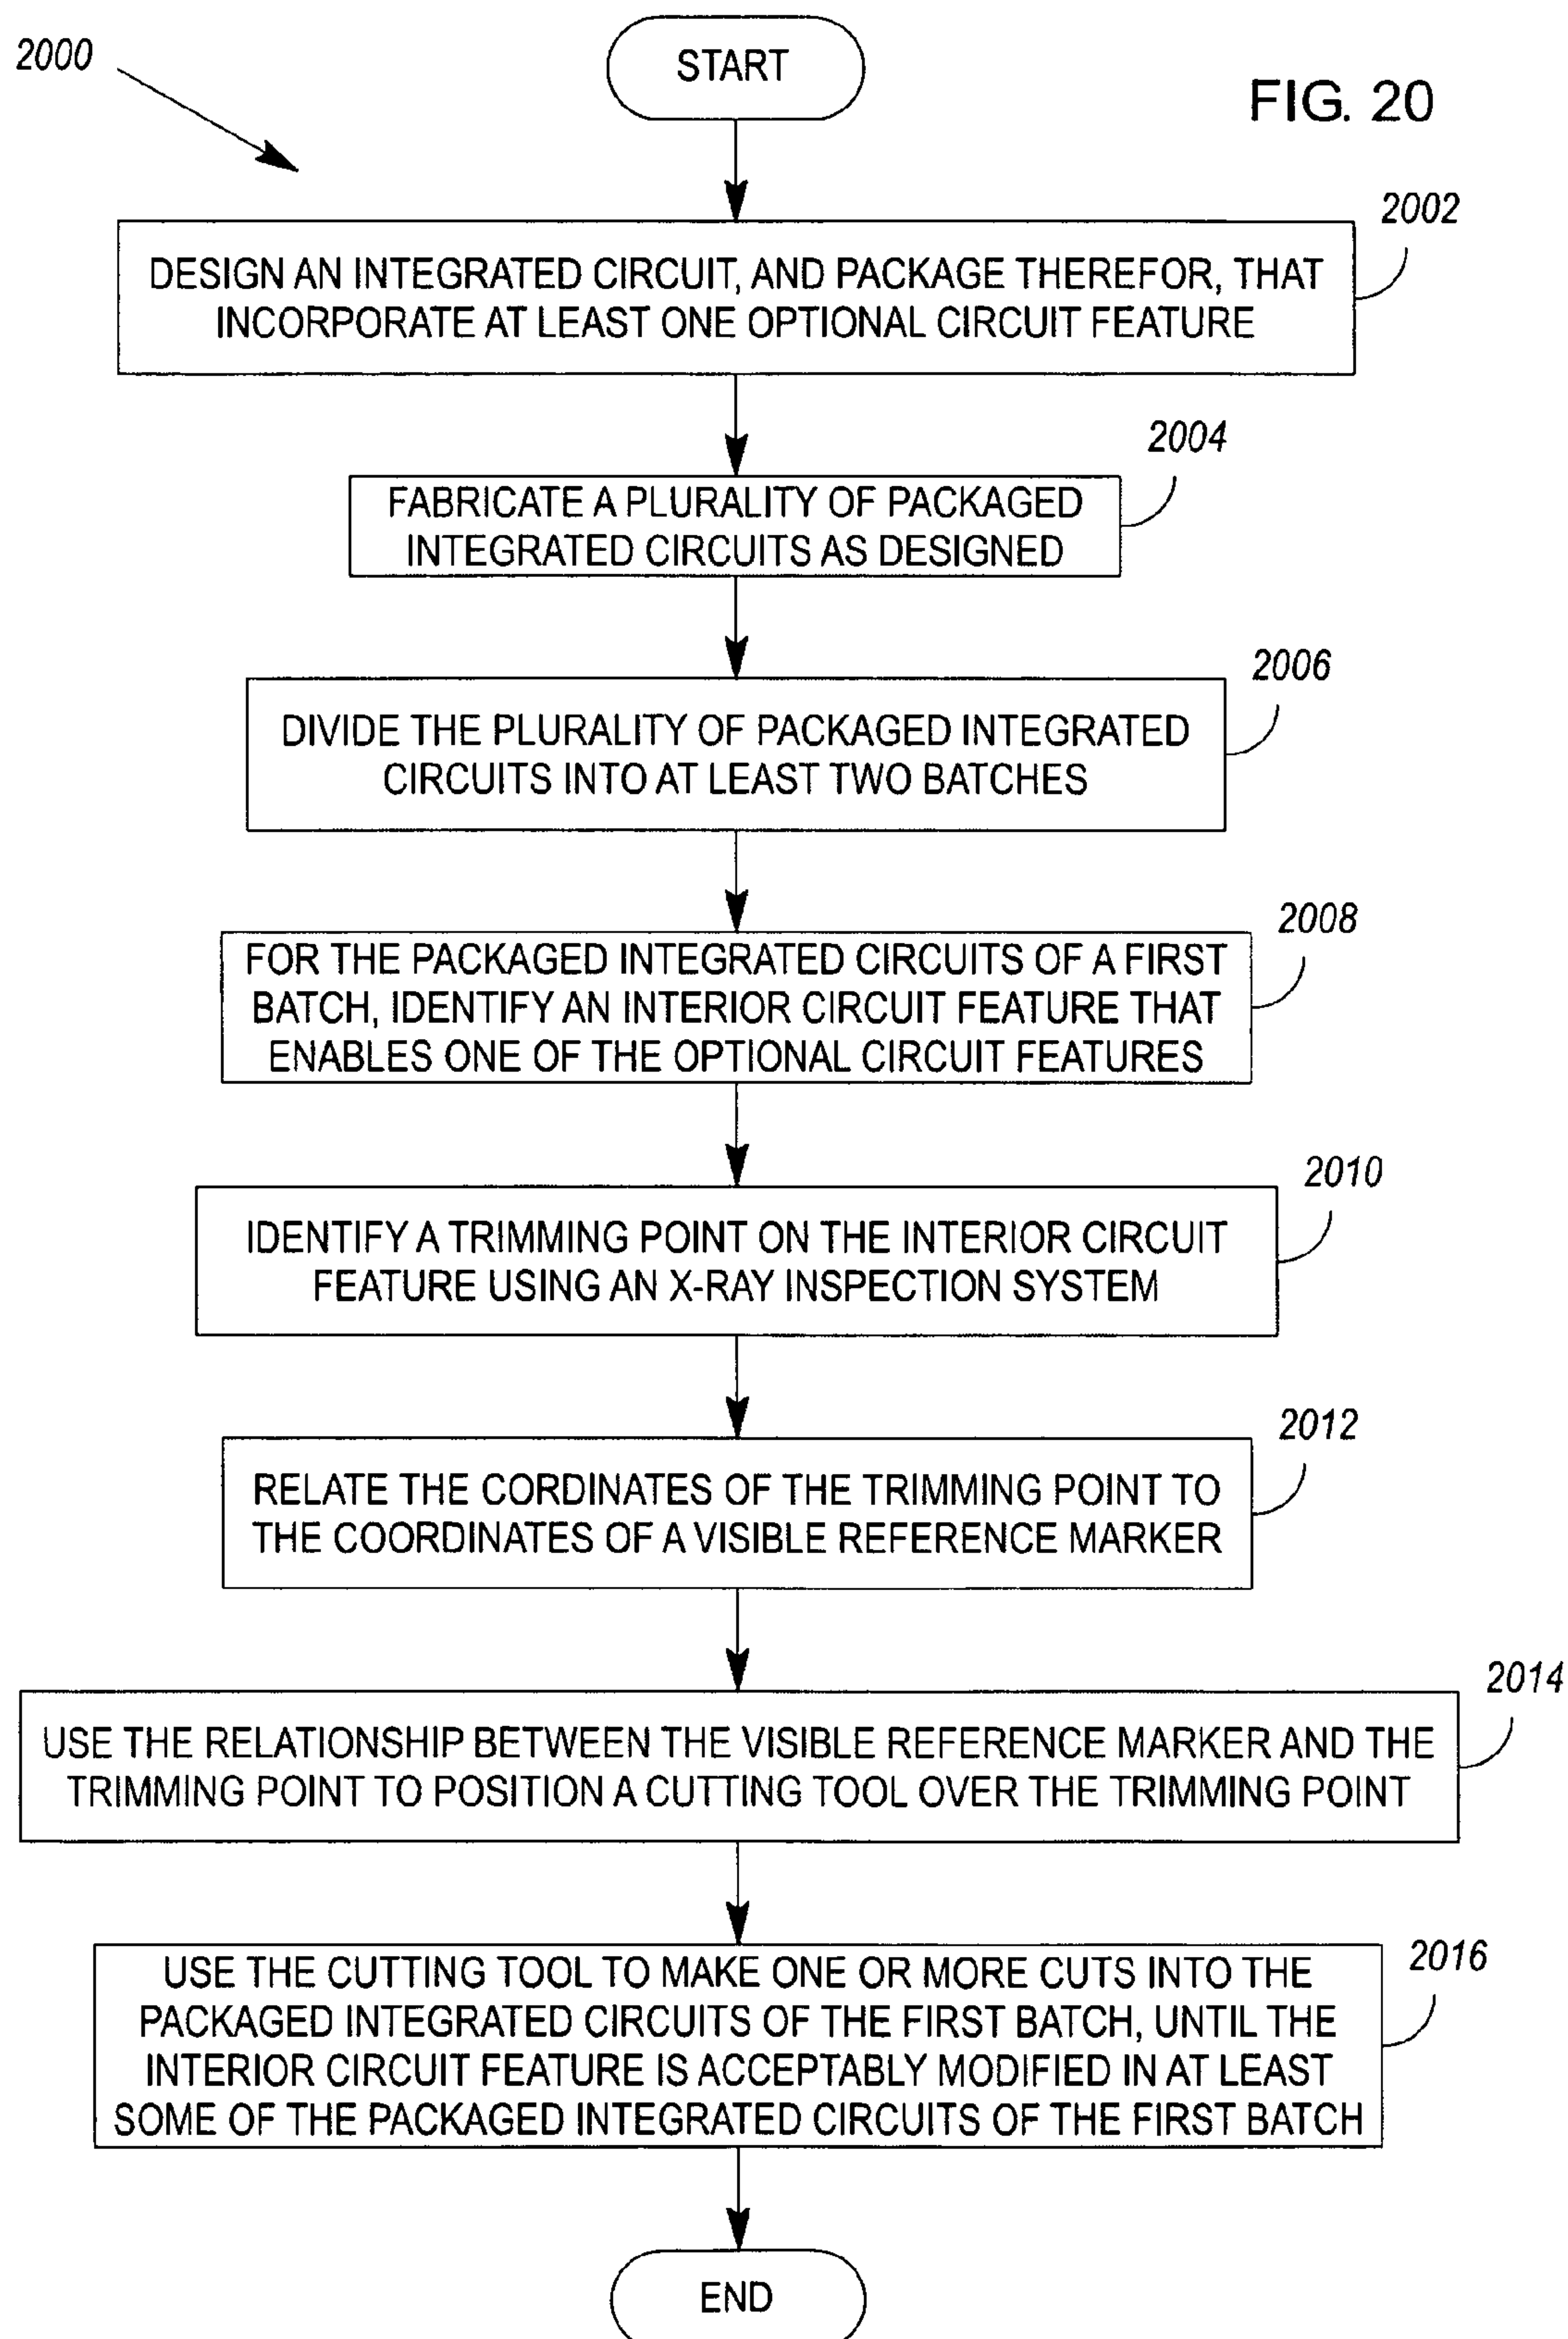 2000
START
FIG. 20
2002
DESIGN AN INTEGRATED CIRCUIT, AND PACKAGE THEREFOR, THAT
INCORPORATE AT LEAST ONE OPTIONAL CIRCUIT FEATURE
2004
FABRICATE A PLURALITY OF PACKAGED
INTEGRATED CIRCUITS AS DESIGNED
2006
DIVIDE THE PLURALITY OF PACKAGED INTEGRATED
CIRCUITS INTO AT LEAST TWO BATCHES
2008
FOR THE PACKAGED INTEGRATED CIRCUITS OF A FIRST
BATCH, IDENTIFY AN INTERIOR CIRCUIT FEATURE THAT
ENABLES ONE OF THE OPTIONAL CIRCUIT FEATURES
2010
IDENTIFY A TRIMMING POINT ON THE INTERIOR CIRCUIT
FEATURE USING AN X-RAY INSPECTION SYSTEM
2012
RELATE THE CORDINATES OF THE TRIMMING POINT TO
THE COORDINATES OF A VISIBLE REFERENCE MARKER
2014
USE THE RELATIONSHIP BETWEEN THE VISIBLE REFERENCE MARKER AND THE
TRIMMING POINT TO POSITION A CUTTING TOOL OVER THE TRIMMING POINT
2016
USE THE CUTTING TOOL TO MAKE ONE OR MORE CUTS INTO THE
PACKAGED INTEGRATED CIRCUITS OF THE FIRST BATCH, UNTIL THE
INTERIOR CIRCUIT FEATURE IS ACCEPTABLY MODIFIED IN AT LEAST
SOME OF THE PACKAGED INTEGRATED CIRCUITS OF THE FIRST BATCH
END